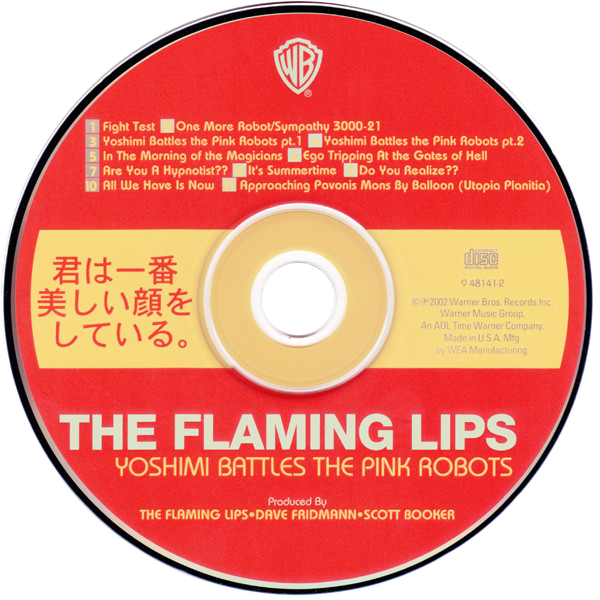 WB
®
1 Fight Test 2 One More Robot/Sympathy 3000-21
3 Yoshimi Battles the Pink Robots pt.1 4 Yoshimi Battles the Pink Robots pt.2
5 In The Morning of the Magicians 6 Ego Tripping At the Gates of Hell
7 Are You A Hypnotist?? 8 It's Summertime 9 Do You Realize??
10 All We Have Is Now 11 Approaching Pavonis Mons By Balloon (Utopia Planitia)
君は一番
美しい顔を
している。
COMPACT
disc
DIGITAL AUDIO
9 48141-2
©℗2002 Warner Bros. Records Inc.
Warner Music Group,
An AOL Time Warner Company.
Made in U.S.A. Mfg.
by WEA Manufacturing
THE FLAMING LIPS
YOSHIMI BATTLES THE PINK ROBOTS
Produced By
THE FLAMING LIPS•DAVE FRIDMANN•SCOTT BOOKER